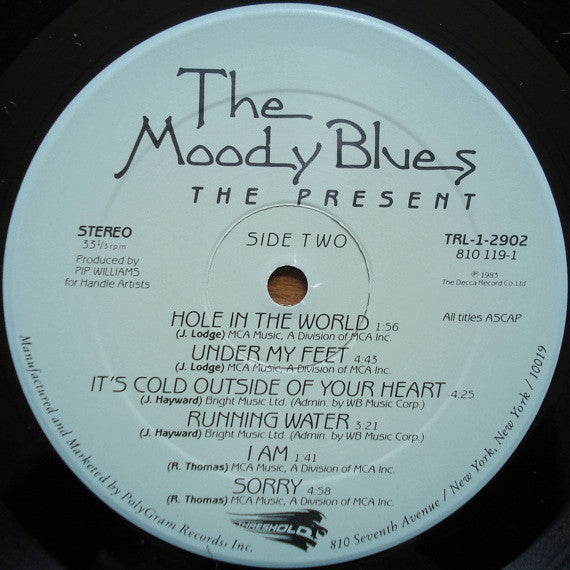 The
Moody Blues
THE PRESENT
STEREO
33 1/3 rpm
Produced by
PIP WILLIAMS
for Handle Artists
SIDE TWO
TRL-1-2902
810 119-1
℗ 1983
The Decca Record Co. Ltd
All titles ASCAP
HOLE IN THE WORLD 1:56
(J. Lodge) MCA Music, A Division of MCA Inc.
UNDER MY FEET 4:43
(J. Lodge) MCA Music, A Division of MCA Inc.
IT'S COLD OUTSIDE OF YOUR HEART 4:25
(J. Hayward) Bright Music Ltd. (Admin. by WB Music Corp.)
RUNNING WATER 3:21
(J. Hayward) Bright Music Ltd. (Admin. by WB Music Corp.)
I AM 1:41
(R. Thomas) MCA Music, A Division of MCA Inc.
SORRY 4:58
(R. Thomas) MCA Music, A Division of MCA Inc.
THRESHOLD
Manufactured and Marketed by PolyGram Records, Inc.
810 Seventh Avenue / New York, New York / 10019